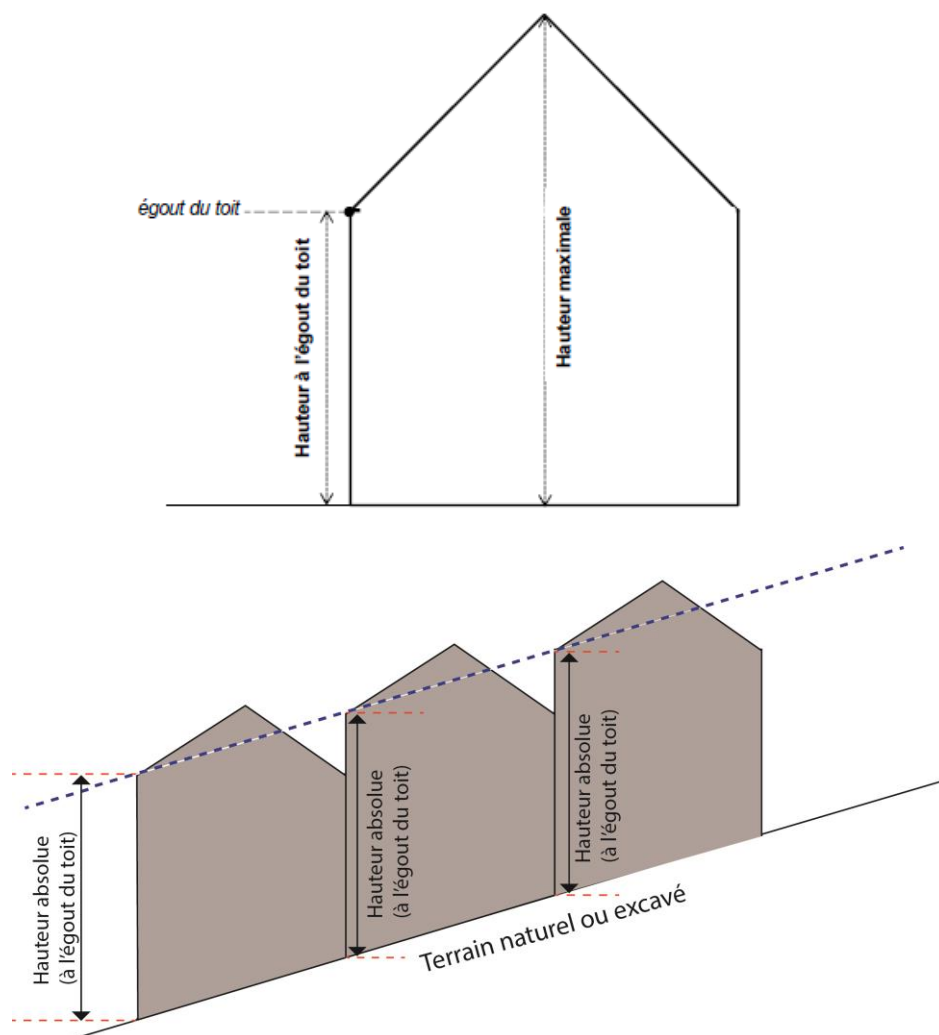 égout du toit
Hauteur à l'égout du toit
Hauteur maximale
Hauteur absolue
(à l'égout du toit)
Hauteur absolue
(à l'égout du toit)
Hauteur absolue
(à l'égout du toit)
Terrain naturel ou excavé